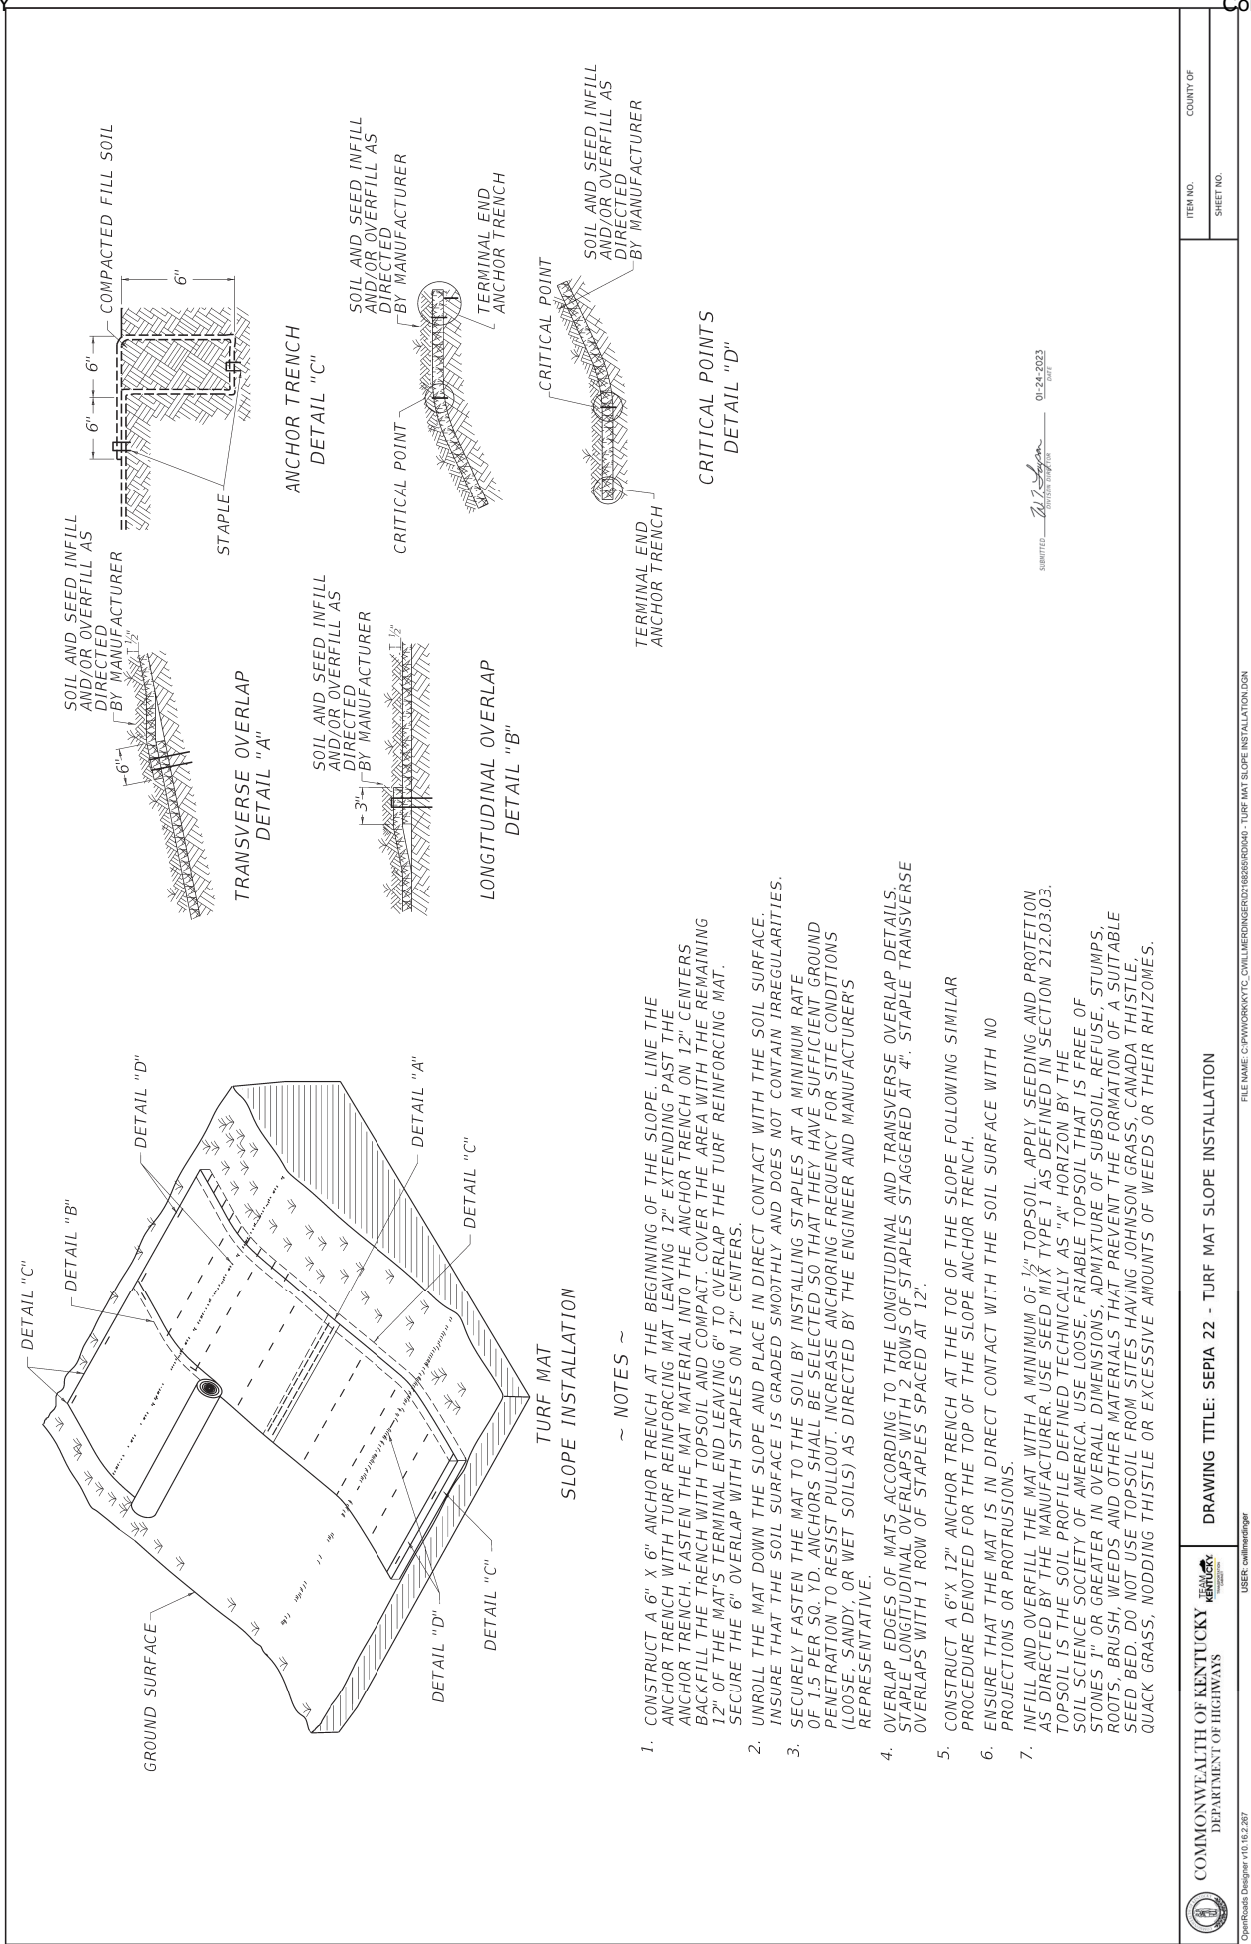 Y
Co
DETAIL "C"
DETAIL "B"
DETAIL "D"
GROUND SURFACE
DETAIL "A"
DETAIL "C"
DETAIL "D"
DETAIL "C"
TURF MAT
SLOPE INSTALLATION
SOIL AND SEED INFILL
AND/OR OVERFILL AS
DIRECTED
BY MANUFACTURER
6"
1/2"
TRANSVERSE OVERLAP
DETAIL "A"
SOIL AND SEED INFILL
AND/OR OVERFILL AS
DIRECTED
BY MANUFACTURER
3"
1/2"
LONGITUDINAL OVERLAP
DETAIL "B"
6"
6"
COMPACTED FILL SOIL
6"
STAPLE
ANCHOR TRENCH
DETAIL "C"
SOIL AND SEED INFILL
AND/OR OVERFILL AS
DIRECTED
BY MANUFACTURER
CRITICAL POINT
TERMINAL END
ANCHOR TRENCH
CRITICAL POINT
SOIL AND SEED INFILL
AND/OR OVERFILL AS
DIRECTED
BY MANUFACTURER
TERMINAL END
ANCHOR TRENCH
CRITICAL POINTS
DETAIL "D"
~ NOTES ~
1. CONSTRUCT A 6" X 6" ANCHOR TRENCH AT THE BEGINNING OF THE SLOPE. LINE THE
ANCHOR TRENCH WITH TURF REINFORCING MAT LEAVING 12" EXTENDING PAST THE
ANCHOR TRENCH. FASTEN THE MAT MATERIAL INTO THE ANCHOR TRENCH ON 12" CENTERS
BACKFILL THE TRENCH WITH TOPSOIL AND COMPACT. COVER THE AREA WITH THE REMAINING
12" OF THE MAT'S TERMINAL END LEAVING 6" TO OVERLAP THE TURF REINFORCING MAT.
SECURE THE 6" OVERLAP WITH STAPLES ON 12" CENTERS.
2. UNROLL THE MAT DOWN THE SLOPE AND PLACE IN DIRECT CONTACT WITH THE SOIL SURFACE.
INSURE THAT THE SOIL SURFACE IS GRADED SMOOTHLY AND DOES NOT CONTAIN IRREGULARITIES.
3. SECURELY FASTEN THE MAT TO THE SOIL BY INSTALLING STAPLES AT A MINIMUM RATE
OF 1.5 PER SQ. YD. ANCHORS SHALL BE SELECTED SO THAT THEY HAVE SUFFICIENT GROUND
PENETRATION TO RESIST PULLOUT. INCREASE ANCHORING FREQUENCY FOR SITE CONDITIONS
(LOOSE, SANDY, OR WET SOILS) AS DIRECTED BY THE ENGINEER AND MANUFACTURER'S
REPRESENTATIVE.
4. OVERLAP EDGES OF MATS ACCORDING TO THE LONGITUDINAL AND TRANSVERSE OVERLAP DETAILS.
STAPLE LONGITUDINAL OVERLAPS WITH 2 ROWS OF STAPLES STAGGERED AT 4". STAPLE TRANSVERSE
OVERLAPS WITH 1 ROW OF STAPLES SPACED AT 12".
5. CONSTRUCT A 6"X 12" ANCHOR TRENCH AT THE TOE OF THE SLOPE FOLLOWING SIMILAR
PROCEDURE DENOTED FOR THE TOP OF THE SLOPE ANCHOR TRENCH.
6. ENSURE THAT THE MAT IS IN DIRECT CONTACT WITH THE SOIL SURFACE WITH NO
PROJECTIONS OR PROTRUSIONS.
7. INFILL AND OVERFILL THE MAT WITH A MINIMUM OF 1/2" TOPSOIL. APPLY SEEDING AND PROTETION
AS DIRECTED BY THE MANUFACTURER. USE SEED MIX TYPE 1 AS DEFINED IN SECTION 212.03.03.
TOPSOIL IS THE SOIL PROFILE DEFINED TECHNICALLY AS "A" HORIZON BY THE
SOIL SCIENCE SOCIETY OF AMERICA. USE LOOSE, FRIABLE TOPSOIL THAT IS FREE OF
STONES 1" OR GREATER IN OVERALL DIMENSIONS, ADMIXTURE OF SUBSOIL, REFUSE, STUMPS,
ROOTS, BRUSH, WEEDS AND OTHER MATERIALS THAT PREVENT THE FORMATION OF A SUITABLE
SEED BED. DO NOT USE TOPSOIL FROM SITES HAVING JOHNSON GRASS, CANADA THISTLE,
QUACK GRASS, NODDING THISTLE OR EXCESSIVE AMOUNTS OF WEEDS OR THEIR RHIZOMES.
SUBMITTED
01-24-2023
DIVISION DIRECTOR
DATE
COMMONWEALTH OF KENTUCKY
DEPARTMENT OF HIGHWAYS
TEAM
KENTUCKY
DRAWING TITLE: SEPIA 22 - TURF MAT SLOPE INSTALLATION
ITEM NO.
COUNTY OF
SHEET NO.
OpenRoads Designer v10.16.2.267
USER: cwillmerdinger
FILE NAME: C:\PWWORK\KYTC_CWILLMERDINGER\D2168265\RDI040 - TURF MAT SLOPE INSTALLATION.DGN